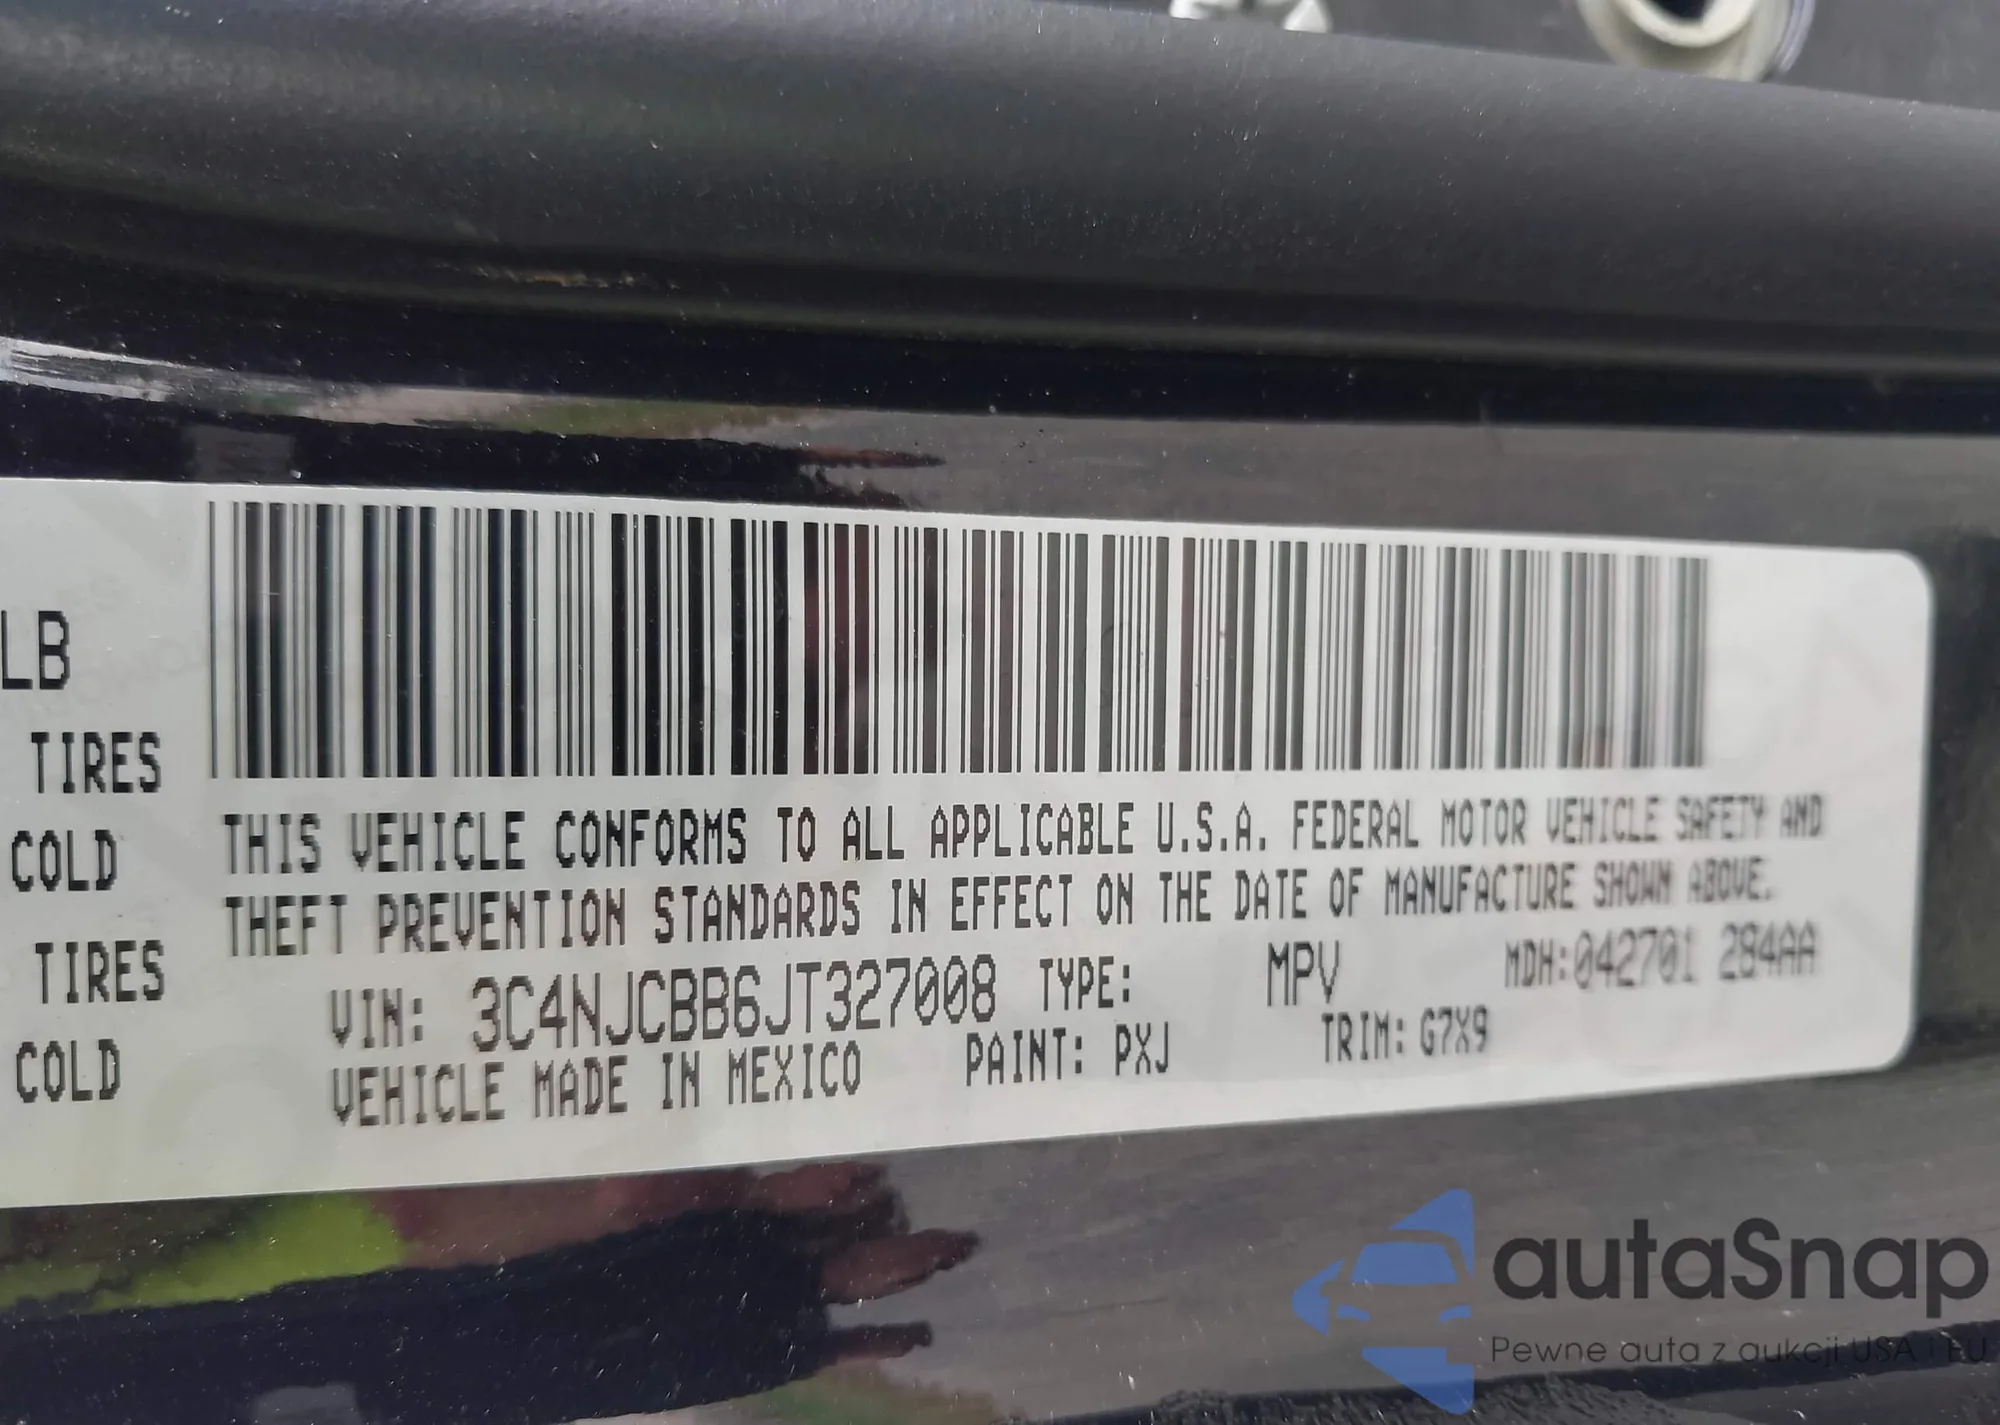 LB
TIRES
COLD
TIRES
COLD
THIS VEHICLE CONFORMS TO ALL APPLICABLE U.S.A. FEDERAL MOTOR VEHICLE SAFETY AND
THEFT PREVENTION STANDARDS IN EFFECT ON THE DATE OF MANUFACTURE SHOWN ABOVE.
VIN: 3C4NJCBB6JT327008 TYPE: MPV MDH:042701 284AA
VEHICLE MADE IN MEXICO PAINT: PXJ TRIM: G7X9
autaSnap
Pewne auta z aukcji USA i EU